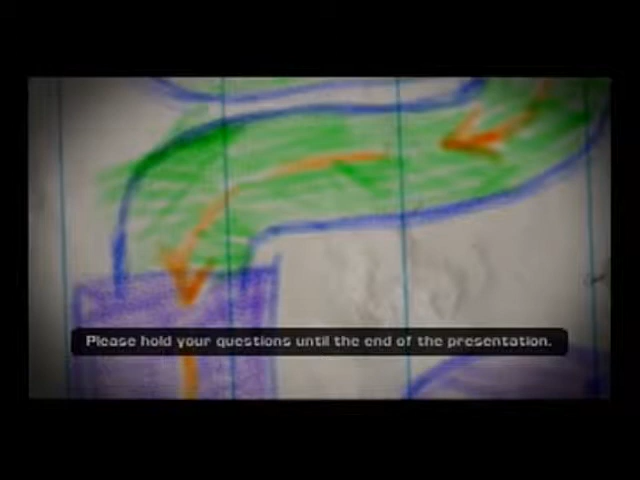 Please hold your questions until the end of the presentation.